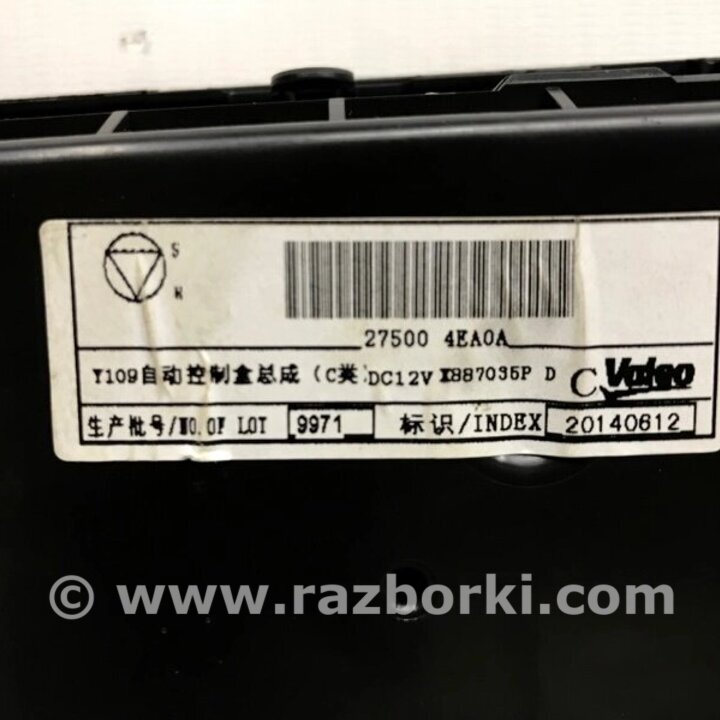 S
H
27500 4EA0A
Y109自动控制盒总成 (C类) DC12V X887035P D C Valeo
生产批号/NO.OF LOT 9971 标识/INDEX 20140612
© www.razborki.com